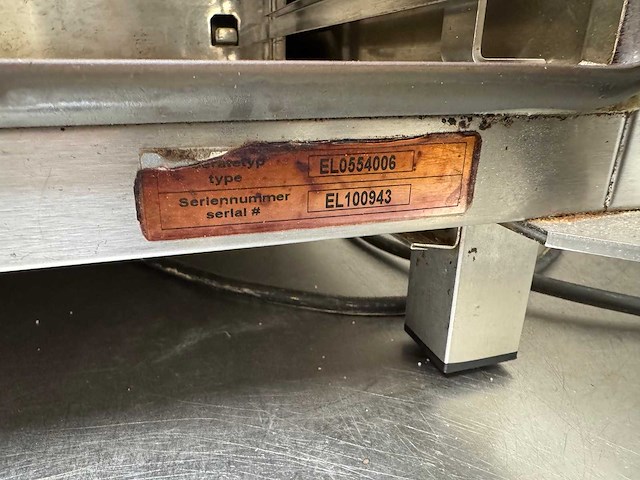 type
EL0554006
Seriennummer
serial #
EL100943